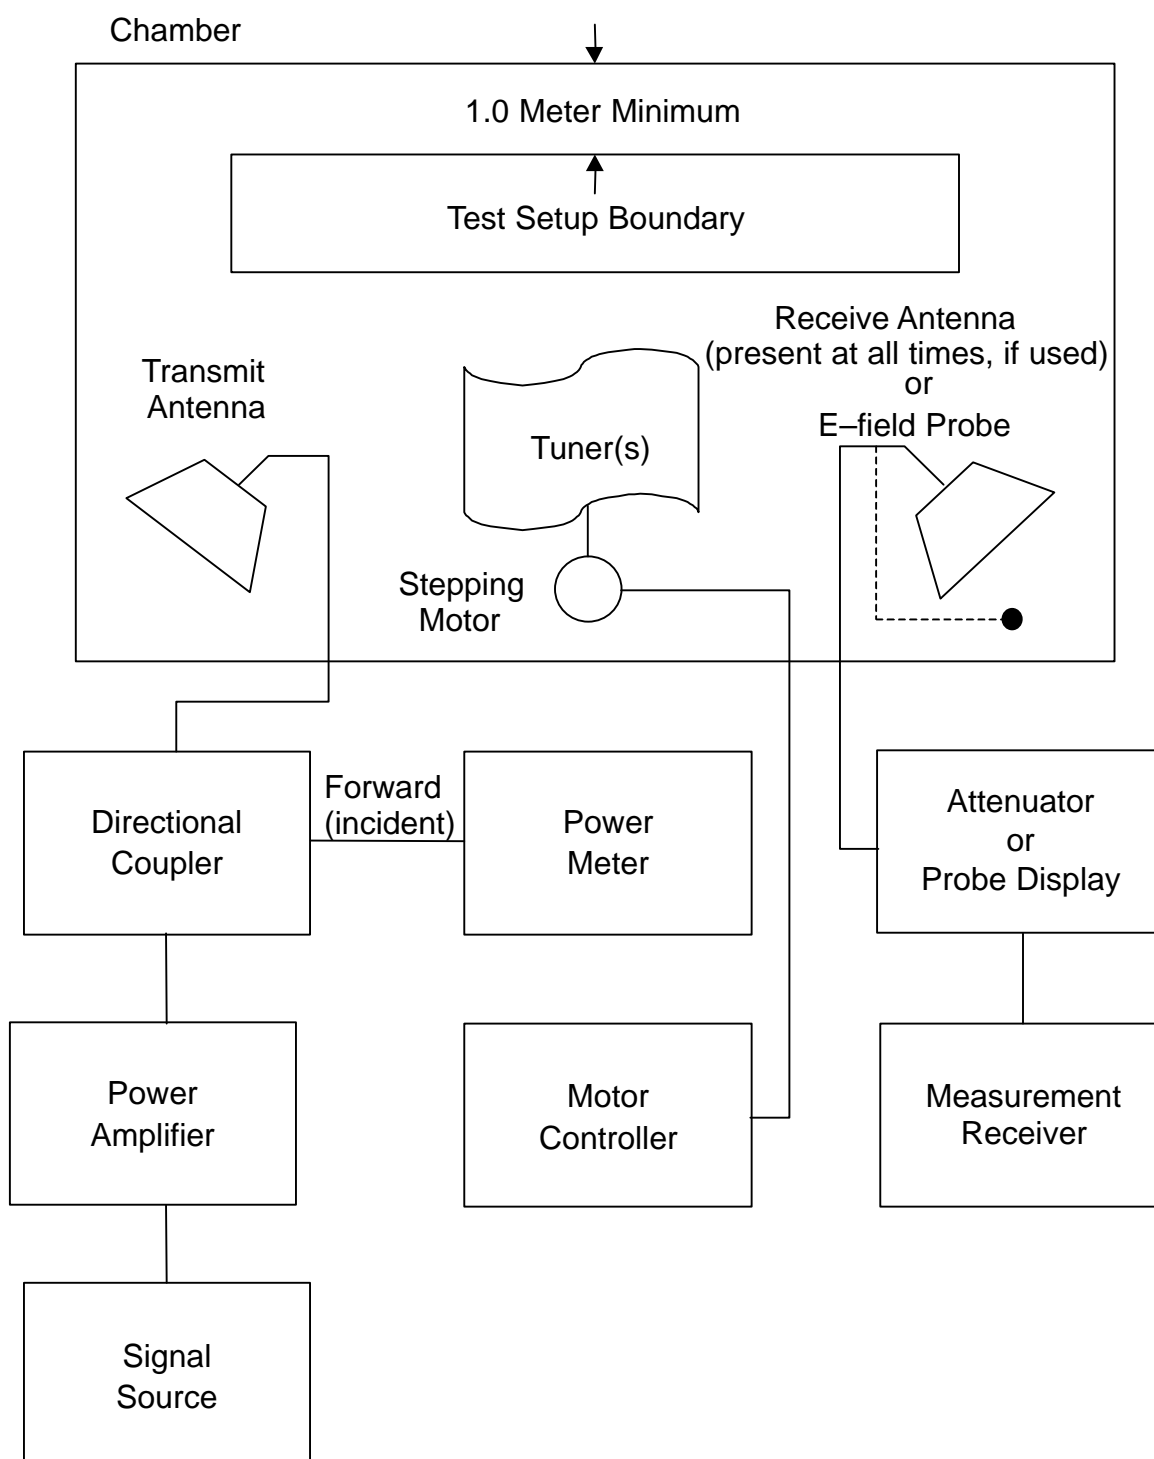 Chamber
1.0 Meter Minimum
Test Setup Boundary
Receive Antenna
(present at all times, if used)
or
E–field Probe
Transmit
Antenna
Tuner(s)
Stepping
Motor
Forward
(incident)
Directional
Coupler
Power
Meter
Attenuator
or
Probe Display
Power
Amplifier
Motor
Controller
Measurement
Receiver
Signal
Source